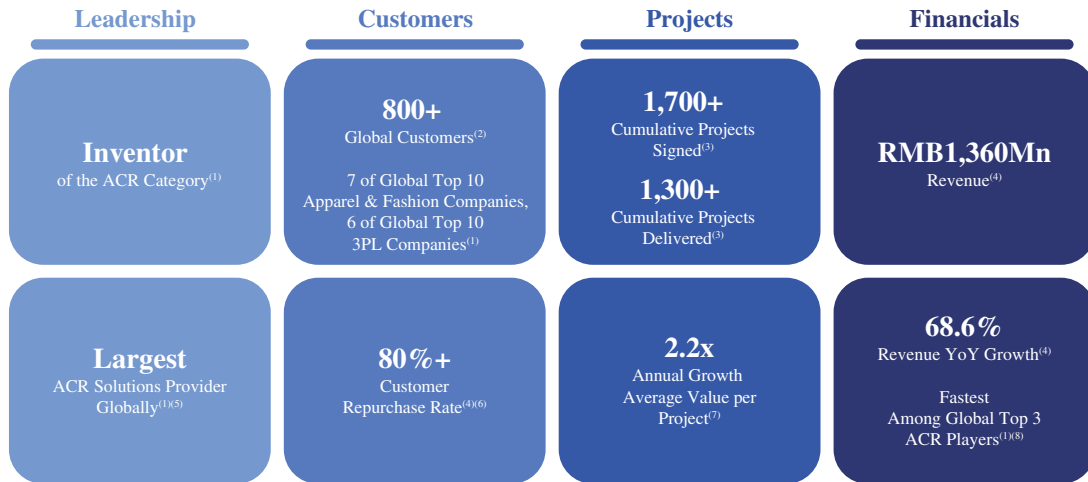 Leadership
Inventor
of the ACR Category(1)
Largest
ACR Solutions Provider
Globally(1)(5)
Customers
800+
Global Customers(2)
7 of Global Top 10
Apparel & Fashion Companies,
6 of Global Top 10
3PL Companies(1)
80%+
Customer
Repurchase Rate(4)(6)
Projects
1,700+
Cumulative Projects
Signed(3)
1,300+
Cumulative Projects
Delivered(3)
2.2x
Annual Growth
Average Value per
Project(7)
Financials
RMB1,360Mn
Revenue(4)
68.6%
Revenue YoY Growth(4)
Fastest
Among Global Top 3
ACR Players(1)(8)